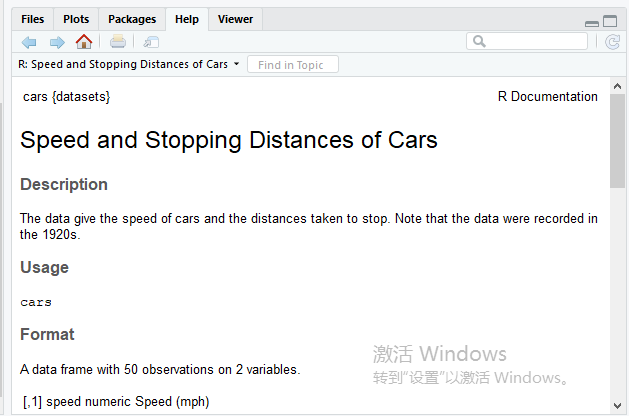 Files Plots Packages Help Viewer
R: Speed and Stopping Distances of Cars Find in Topic
cars {datasets} R Documentation
Speed and Stopping Distances of Cars
Description
The data give the speed of cars and the distances taken to stop. Note that the data were recorded in
the 1920s.
Usage
cars
Format
激活 Windows
A data frame with 50 observations on 2 variables.
转到“设置”以激活 Windows。
[,1] speed numeric Speed (mph)